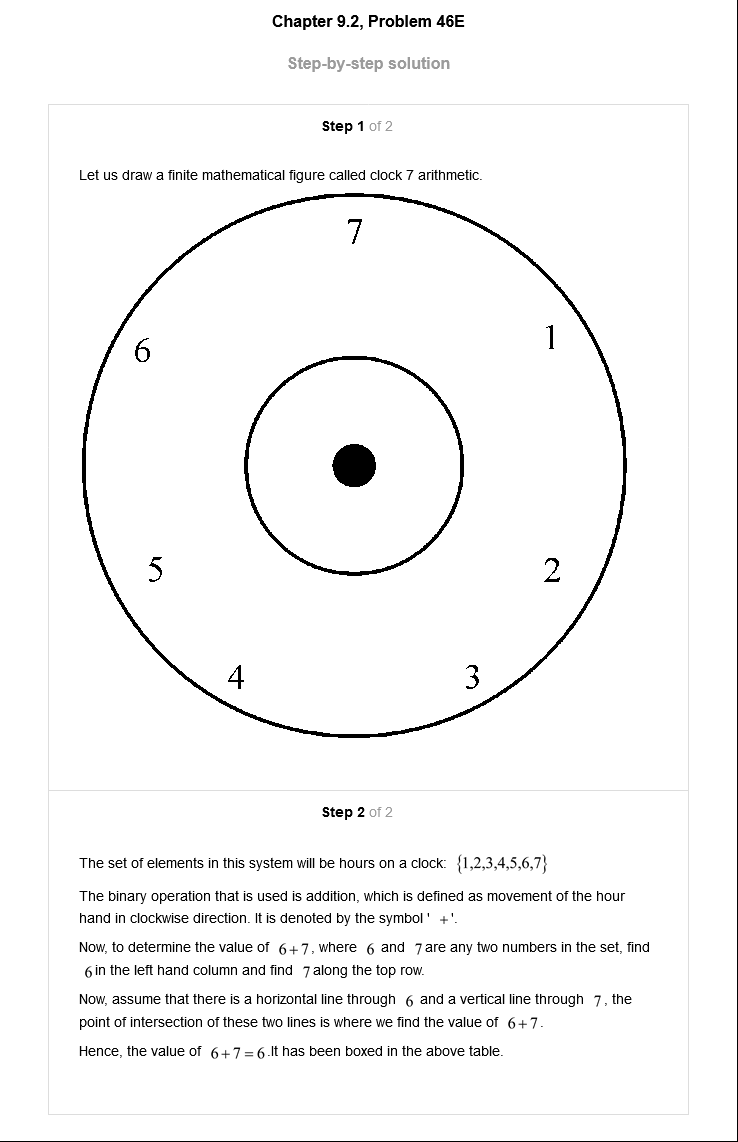 Chapter 9.2, Problem 46E
Step-by-step solution
Step 1 of 2
Let us draw a finite mathematical figure called clock 7 arithmetic.
7
6
1
5
2
4
3
Step 2 of 2
The set of elements in this system will be hours on a clock: {1,2,3,4,5,6,7}
The binary operation that is used is addition, which is defined as movement of the hour
hand in clockwise direction. It is denoted by the symbol ' +'.
Now, to determine the value of 6+7, where 6 and 7 are any two numbers in the set, find
6 in the left hand column and find 7 along the top row.
Now, assume that there is a horizontal line through 6 and a vertical line through 7, the
point of intersection of these two lines is where we find the value of 6+7.
Hence, the value of 6+7=6.It has been boxed in the above table.